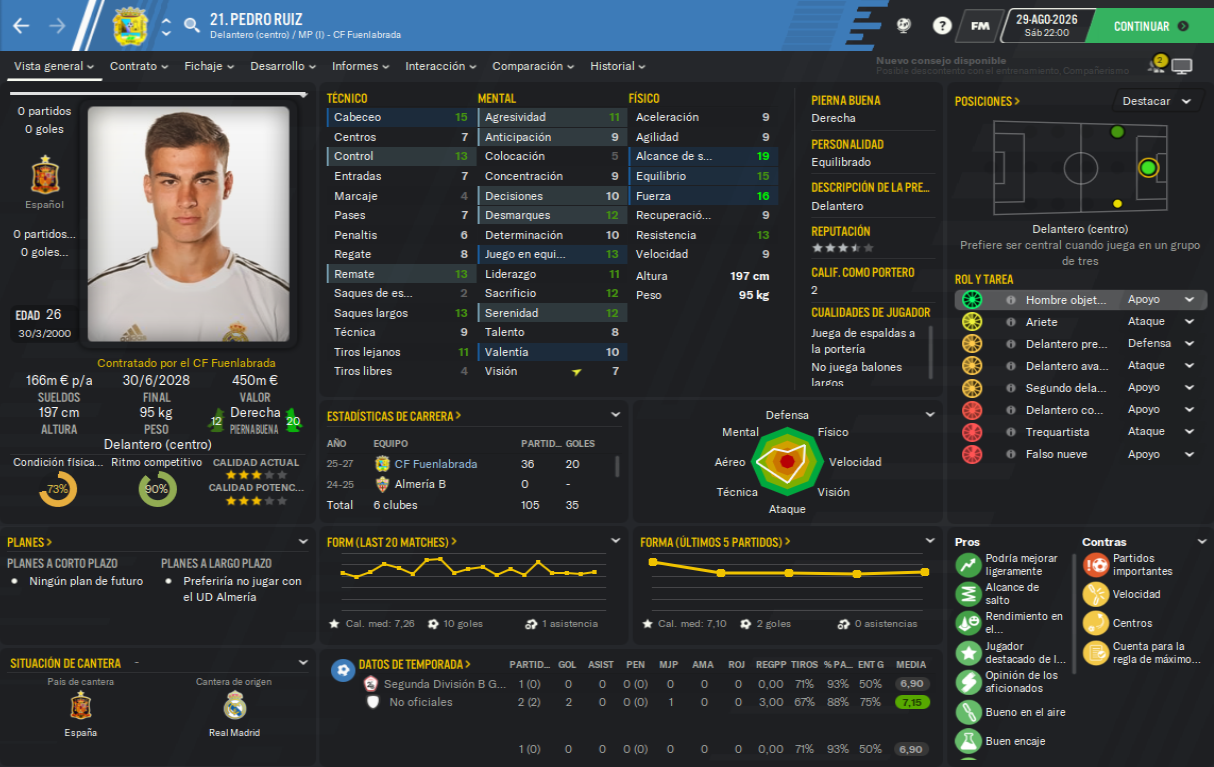 21. PEDRO RUIZ
Delantero (centro) / MP (I) - CF Fuenlabrada
?
FM
29-AGO-2026
Sáb 22:00
CONTINUAR
Vista general
Contrato
Fichaje
Desarrollo
Informes
Interacción
Comparación
Historial
Nuevo consejo disponible
Posible descontento con el entrenamiento, Compañerismo
2
0 partidos
0 goles
Español
0 partidos...
0 goles...
EDAD 26
30/3/2000
Contratado por el CF Fuenlabrada
166m € p/a
SUELDOS
30/6/2028
FINAL
450m €
VALOR
197 cm
ALTURA
95 kg
PESO
12
Derecha
PIERNA BUENA
20
Delantero (centro)
Condición física...
73%
Ritmo competitivo
90%
CALIDAD ACTUAL
CALIDAD POTENC...
TÉCNICO
Cabeceo 15
Centros 7
Control 13
Entradas 7
Marcaje 4
Pases 7
Penaltis 6
Regate 8
Remate 13
Saques de es... 2
Saques largos 13
Técnica 9
Tiros lejanos 11
Tiros libres 4
MENTAL
Agresividad 11
Anticipación 9
Colocación 5
Concentración 9
Decisiones 10
Desmarques 12
Determinación 10
Juego en equi... 13
Liderazgo 11
Sacrificio 12
Serenidad 12
Talento 8
Valentía 10
Visión 7
FÍSICO
Aceleración 9
Agilidad 9
Alcance de s... 19
Equilibrio 15
Fuerza 16
Recuperació... 9
Resistencia 13
Velocidad 9
Altura 197 cm
Peso 95 kg
PIERNA BUENA
Derecha
PERSONALIDAD
Equilibrado
DESCRIPCIÓN DE LA PRE...
Delantero
REPUTACIÓN
CALIF. COMO PORTERO
2
CUALIDADES DE JUGADOR
Juega de espaldas a
la portería
No juega balones
largos
POSICIONES >
Destacar
Delantero (centro)
Prefiere ser central cuando juega en un grupo
de tres
ROL Y TAREA
Hombre objet... Apoyo
Ariete Ataque
Delantero pre... Defensa
Delantero ava... Ataque
Segundo dela... Apoyo
Delantero co... Apoyo
Trequartista Ataque
Falso nueve Apoyo
ESTADÍSTICAS DE CARRERA >
AÑO EQUIPO PARTID... GOLES
25-27 CF Fuenlabrada 36 20
24-25 Almería B 0 -
Total 6 clubes 105 35
Defensa
Mental
Físico
Aéreo
Velocidad
Técnica
Visión
Ataque
PLANES >
PLANES A CORTO PLAZO
Ningún plan de futuro
PLANES A LARGO PLAZO
Preferiría no jugar con
el UD Almería
FORM (LAST 20 MATCHES) >
Cal. med: 7,26 10 goles 1 asistencia
FORMA (ÚLTIMOS 5 PARTIDOS) >
Cal. med: 7,10 2 goles 0 asistencias
Pros
Podría mejorar
ligeramente
Alcance de
salto
Rendimiento en
el...
Jugador
destacado de l...
Opinión de los
aficionados
Bueno en el aire
Buen encaje
Contras
Partidos
importantes
Velocidad
Centros
Cuenta para la
regla de máximo...
SITUACIÓN DE CANTERA -
País de cantera
España
Cantera de origen
Real Madrid
DATOS DE TEMPORADA > PARTID... GOL ASIST PEN MJP AMA ROJ REGPP TIROS % PA... ENT G MEDIA
Segunda División B G... 1 (0) 0 0 0 (0) 0 0 0 0,00 71% 93% 50% 6,90
No oficiales 2 (2) 2 0 0 (0) 1 0 0 3,00 67% 88% 75% 7,15
1 (0) 0 0 0 (0) 0 0 0 0,00 71% 93% 50% 6,90